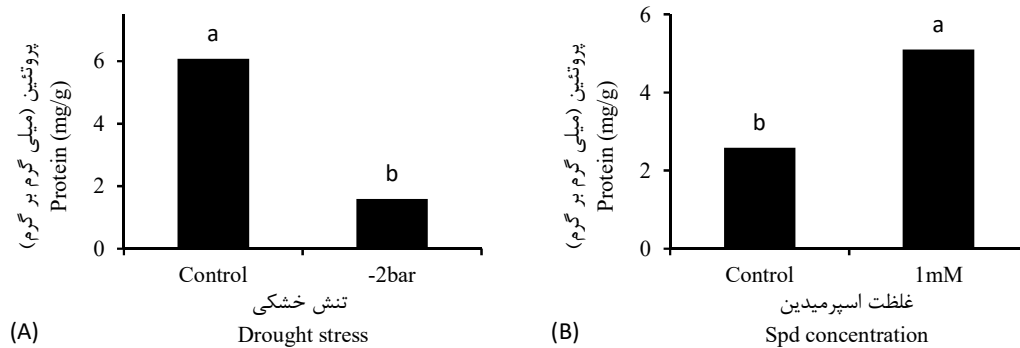 پروتئین (میلی گرم بر گرم)
Protein (mg/g)
6
4
2
0
a
b
Control
-2bar
تنش خشکی
Drought stress
(A)
پروتئین (میلی گرم بر گرم)
Protein (mg/g)
6
4
2
0
b
a
Control
1mM
غلظت اسپرمیدین
Spd concentration
(B)